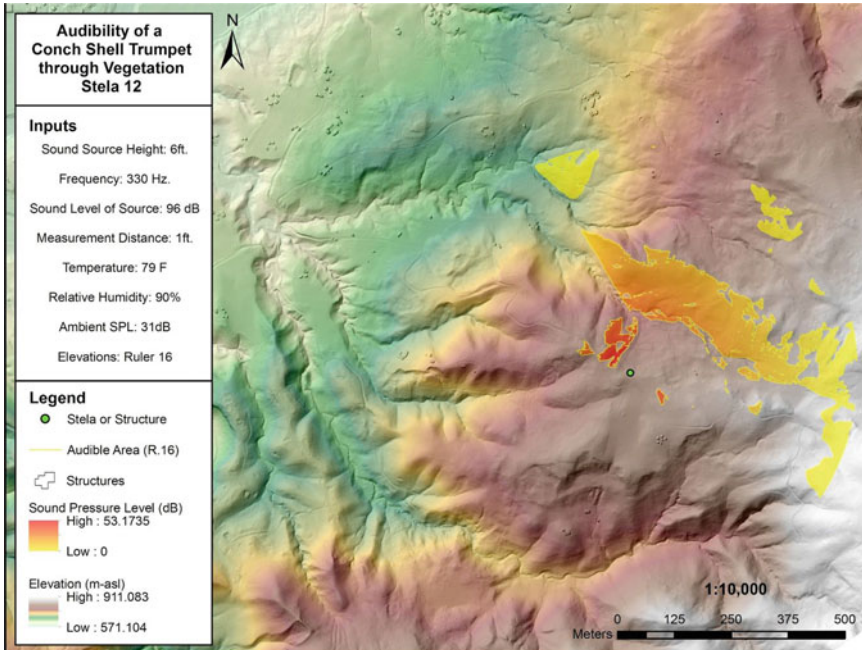 Audibility of a
Conch Shell Trumpet
through Vegetation
Stela 12
Inputs
Sound Source Height: 6ft.
Frequency: 330 Hz.
Sound Level of Source: 96 dB
Measurement Distance: 1ft.
Temperature: 79 F
Relative Humidity: 90%
Ambient SPL: 31dB
Elevations: Ruler 16
Legend
Stela or Structure
Audible Area (R.16)
Structures
Sound Pressure Level (dB)
High : 53.1735
Low : 0
Elevation (m-asl)
High : 911.083
Low : 571.104
N
1:10,000
0 125 250 375 500
Meters